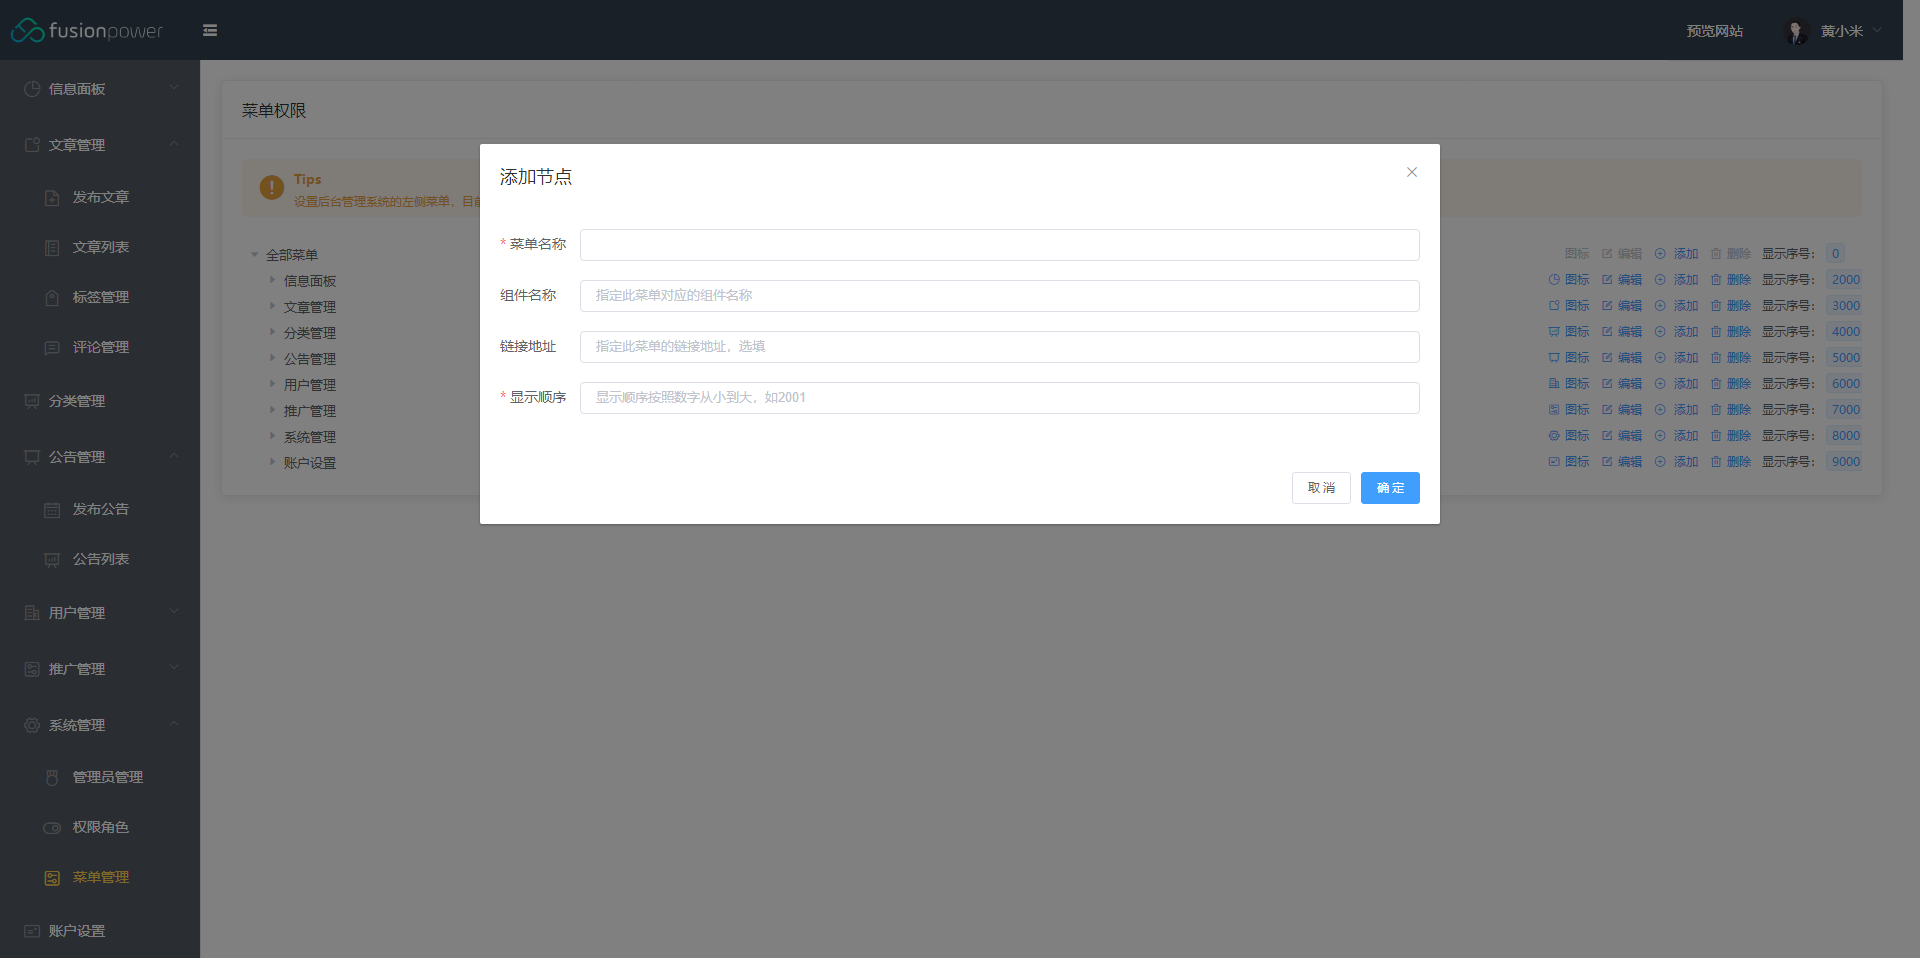 fusionpower
预览网站
黄小米
信息面板
文章管理
发布文章
文章列表
标签管理
评论管理
分类管理
公告管理
发布公告
公告列表
用户管理
推广管理
系统管理
管理员管理
权限角色
菜单管理
账户设置
菜单权限
Tips
设置后台管理系统的左侧菜单，目
全部菜单
图标 编辑 添加 删除 显示序号： 0
信息面板
图标 编辑 添加 删除 显示序号： 2000
文章管理
图标 编辑 添加 删除 显示序号： 3000
分类管理
图标 编辑 添加 删除 显示序号： 4000
公告管理
图标 编辑 添加 删除 显示序号： 5000
用户管理
图标 编辑 添加 删除 显示序号： 6000
推广管理
图标 编辑 添加 删除 显示序号： 7000
系统管理
图标 编辑 添加 删除 显示序号： 8000
账户设置
图标 编辑 添加 删除 显示序号： 9000
添加节点
* 菜单名称
组件名称
指定此菜单对应的组件名称
链接地址
指定此菜单的链接地址，选填
* 显示顺序
显示顺序按照数字从小到大，如2001
取消
确定